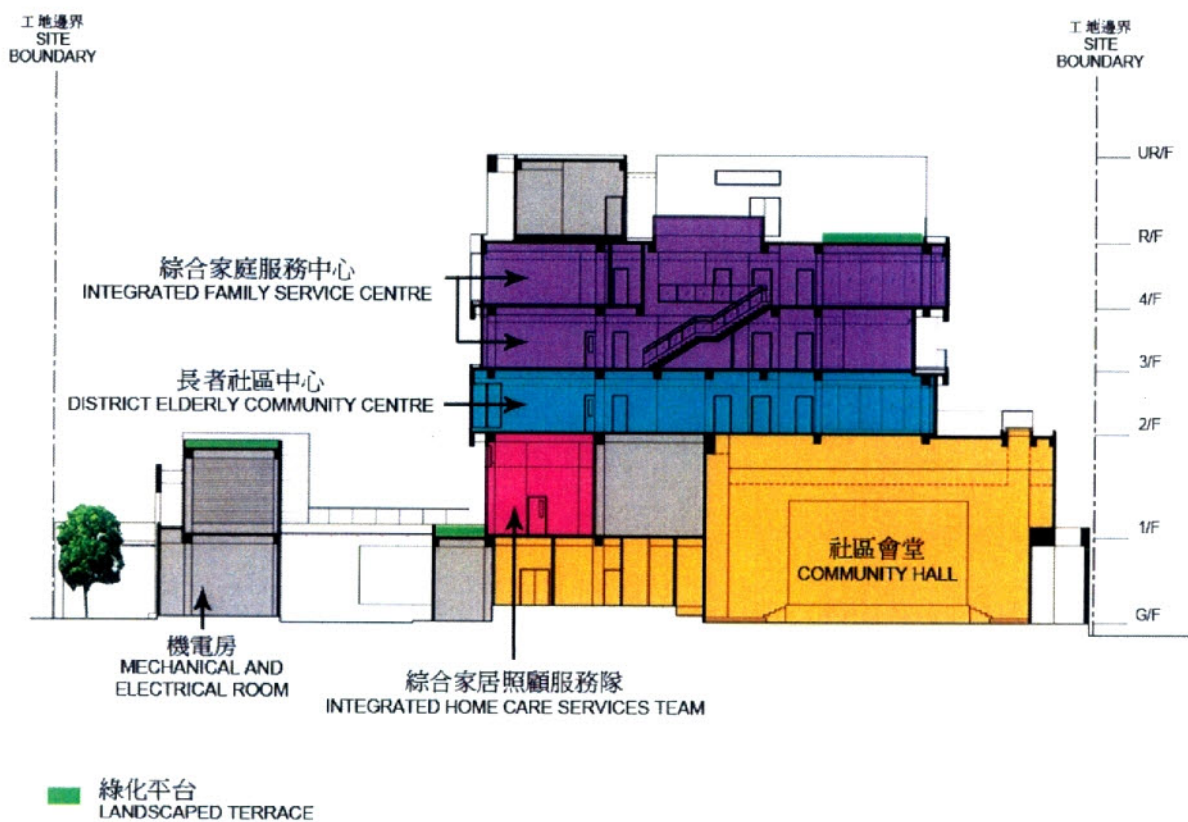 工地邊界
SITE
BOUNDARY
工地邊界
SITE
BOUNDARY
UR/F
R/F
綜合家庭服務中心
INTEGRATED FAMILY SERVICE CENTRE
4/F
3/F
長者社區中心
DISTRICT ELDERLY COMMUNITY CENTRE
2/F
1/F
社區會堂
COMMUNITY HALL
G/F
機電房
MECHANICAL AND
ELECTRICAL ROOM
綜合家居照顧服務隊
INTEGRATED HOME CARE SERVICES TEAM
綠化平台
LANDSCAPED TERRACE